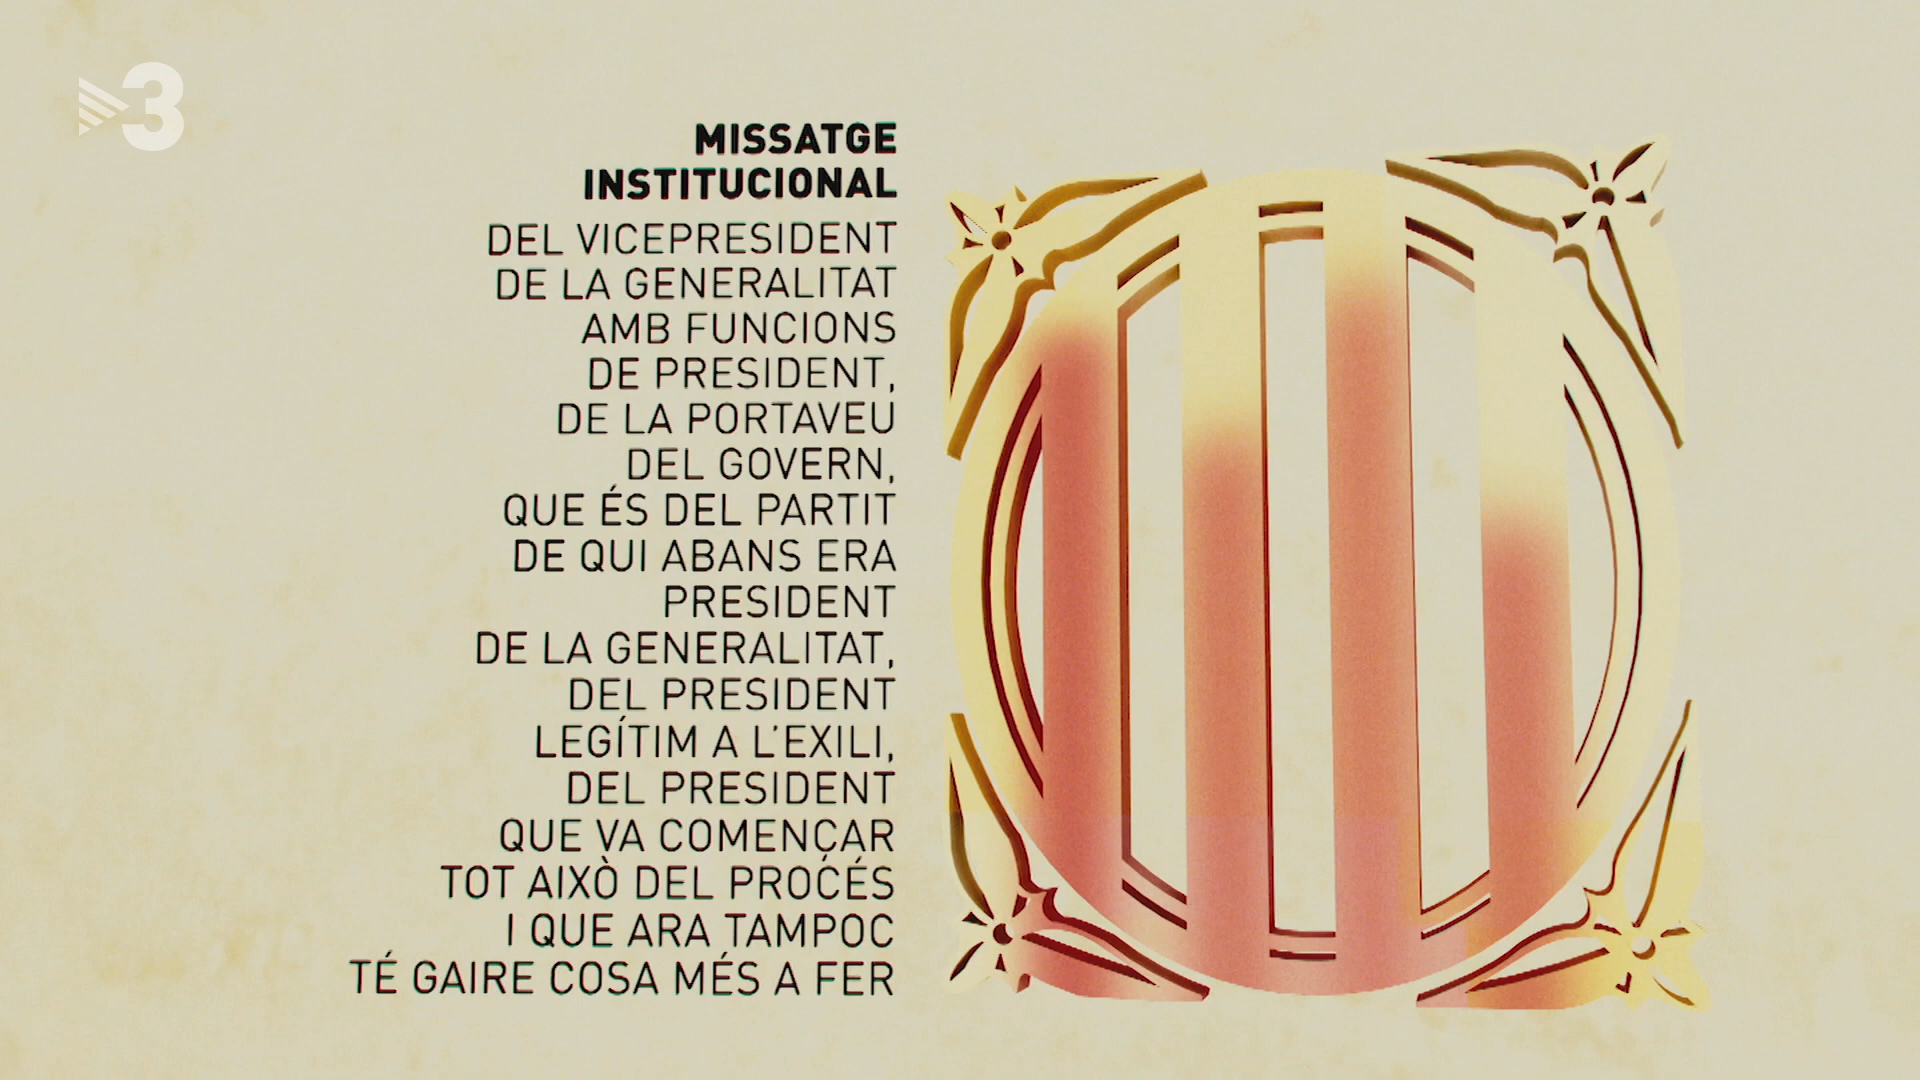 3
MISSATGE
INSTITUCIONAL
DEL VICEPRESIDENT
DE LA GENERALITAT
AMB FUNCIONS
DE PRESIDENT,
DE LA PORTAVEU
DEL GOVERN,
QUE ÉS DEL PARTIT
DE QUI ABANS ERA
PRESIDENT
DE LA GENERALITAT,
DEL PRESIDENT
LEGÍTIM A L'EXILI,
DEL PRESIDENT
QUE VA COMENÇAR
TOT AIXÒ DEL PROCÉS
I QUE ARA TAMPOC
TÉ GAIRE COSA MÉS A FER